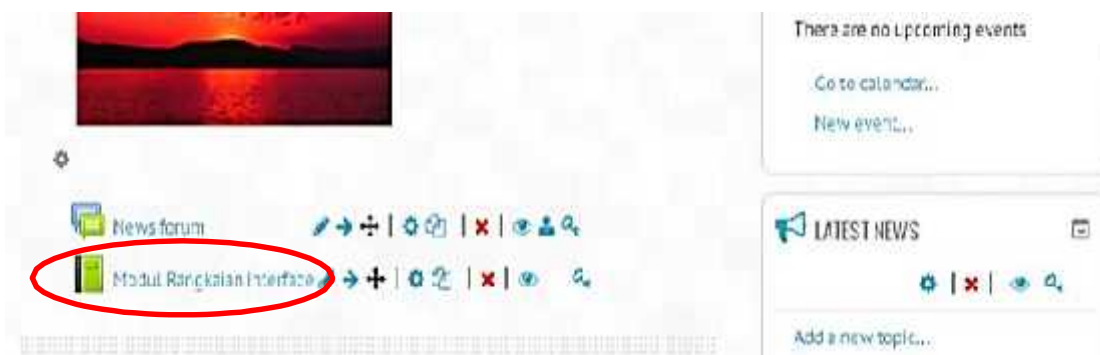 There are no upcoming events
Go to calendar...
New event...
News forum
Modul Rangkaian Interface
LATEST NEWS
Add a new topic...